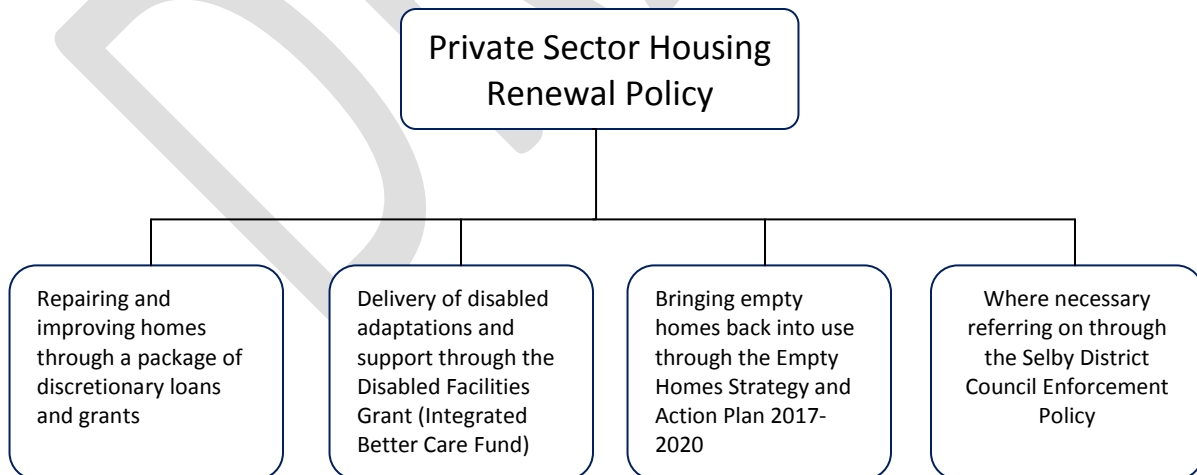 Private Sector Housing
Renewal Policy
Repairing and
improving homes
through a package of
discretionary loans
and grants
Delivery of disabled
adaptations and
support through the
Disabled Facilities
Grant (Integrated
Better Care Fund)
Bringing empty
homes back into use
through the Empty
Homes Strategy and
Action Plan 2017-
2020
Where necessary
referring on through
the Selby District
Council Enforcement
Policy